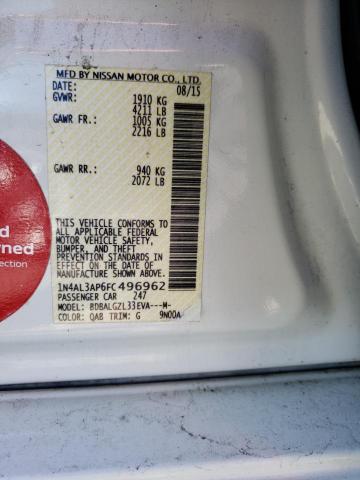 MFD BY NISSAN MOTOR CO., LTD.
DATE: 08/15
GVWR: 1910 KG
4211 LB
GAWR FR: 1005 KG
2216 LB
GAWR RR: 940 KG
2072 LB
THIS VEHICLE CONFORMS TO
ALL APPLICABLE FEDERAL
MOTOR VEHICLE SAFETY,
BUMPER, AND THEFT
PREVENTION STANDARDS
IN EFFECT ON THE DATE OF
MANUFACTURE SHOWN ABOVE.
1N4AL3AP6FC496962
PASSENGER CAR 247
MODEL: BDBALGZL33EVA---M-
COLOR: QAB TRIM: G 9N00A
d
ned
ection